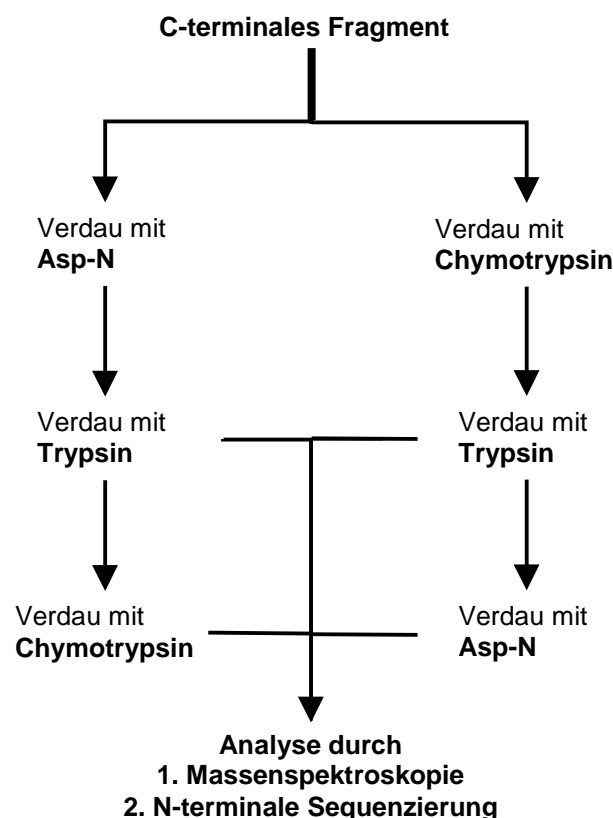 C-terminales Fragment
Verdau mit
Asp-N
Verdau mit
Chymotrypsin
Verdau mit
Trypsin
Verdau mit
Trypsin
Verdau mit
Chymotrypsin
Verdau mit
Asp-N
Analyse durch
1. Massenspektroskopie
2. N-terminale Sequenzierung